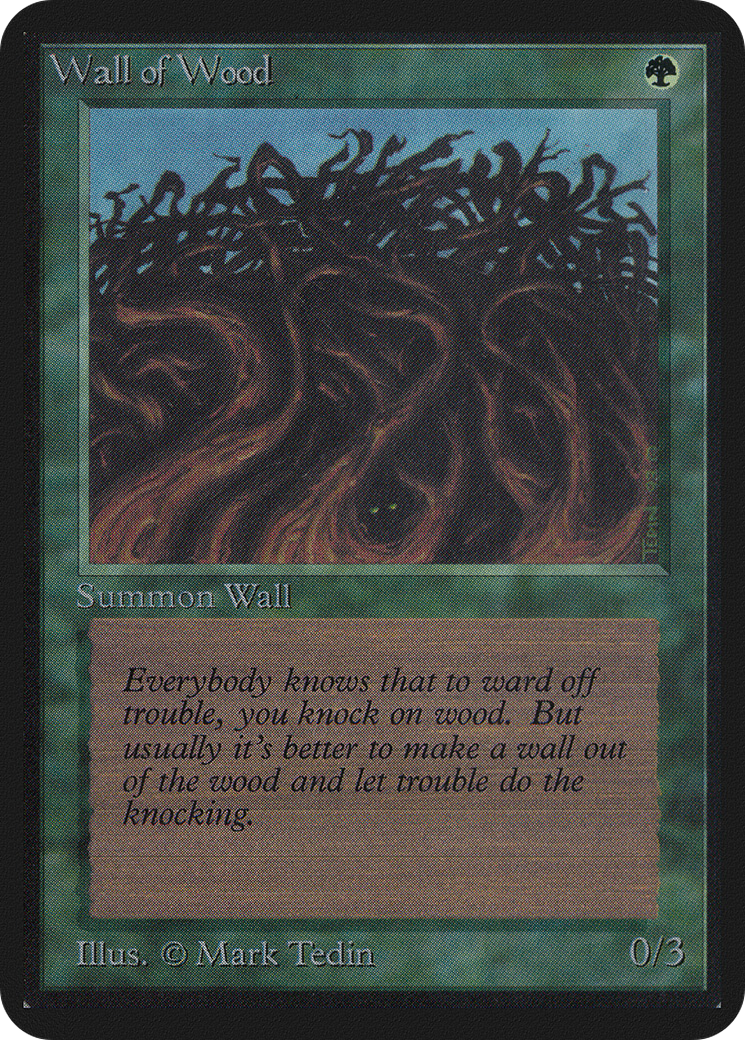 Wall of Wood
TEDIN
Summon Wall
Everybody knows that to ward off
trouble, you knock on wood. But
usually it's better to make a wall out
of the wood and let trouble do the
knocking.
Illus. © Mark Tedin
0/3